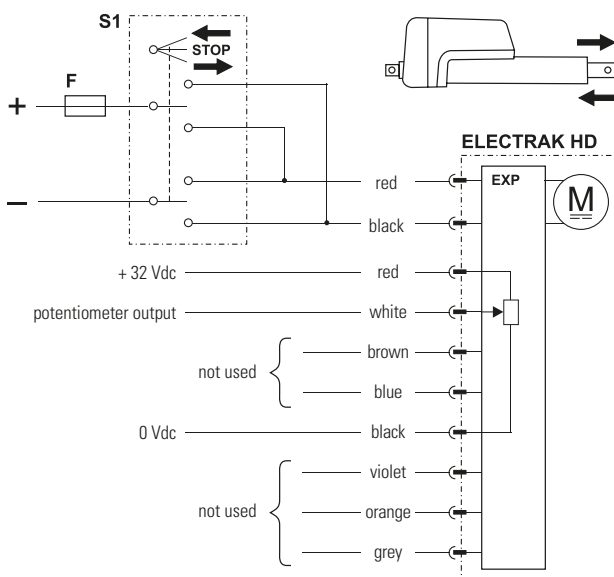 S1
STOP
F
+
–
ELECTRAK HD
EXP
M
red
black
+ 32 Vdc
red
potentiometer output
white
not used
brown
blue
0 Vdc
black
not used
violet
orange
grey